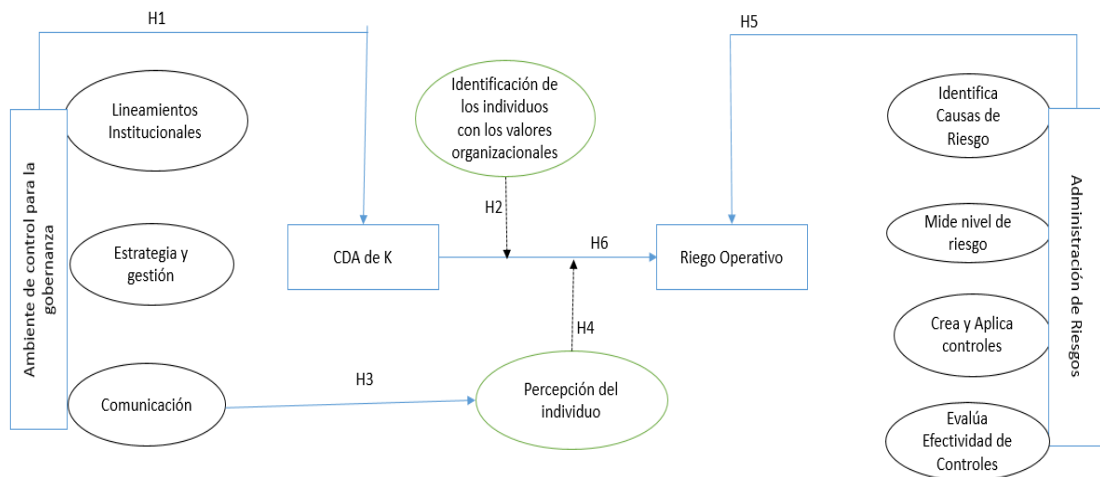 H1
H5
Ambiente de control para la
gobernanza
Lineamientos
Institucionales
Estrategia y
gestión
Comunicación
Identificación de
los individuos
con los valores
organizacionales
H2
CDA de K
H6
Riego Operativo
H4
H3
Percepción del
individuo
Identifica
Causas de
Riesgo
Mide nivel de
riesgo
Crea y Aplica
controles
Evalúa
Efectividad de
Controles
Administración de Riesgos